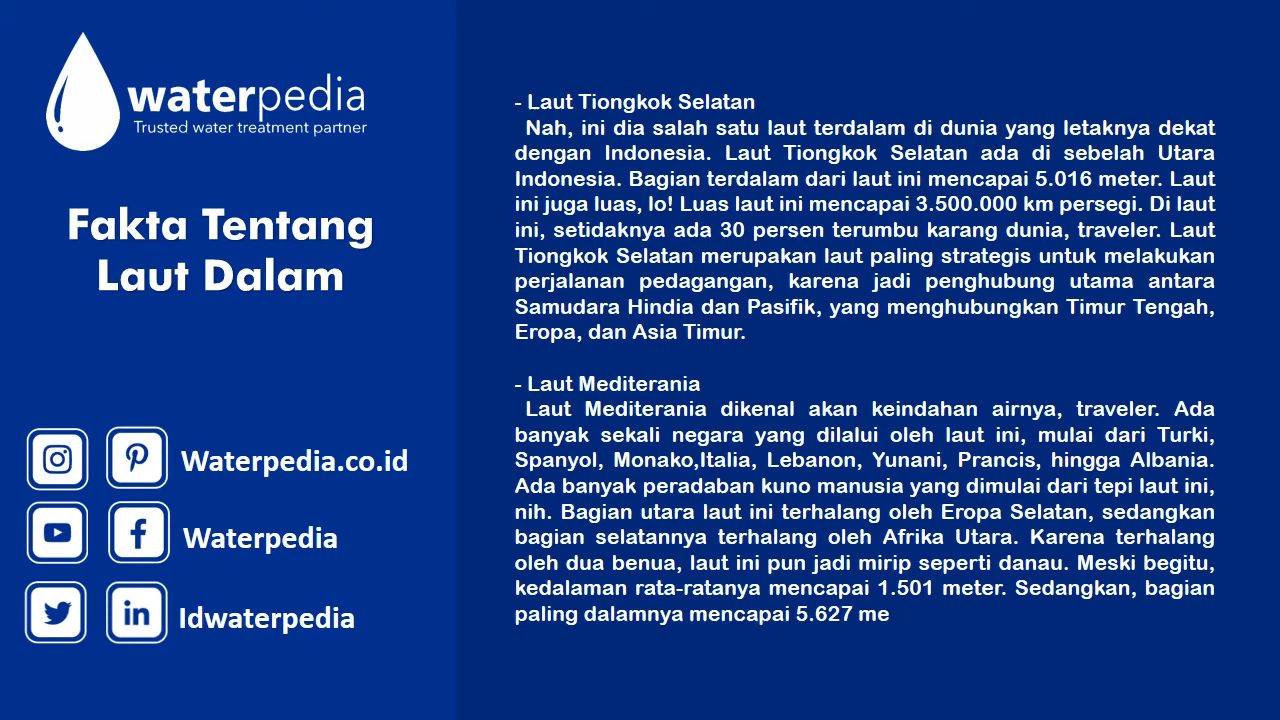 waterpedia
Trusted water treatment partner
Fakta Tentang
Laut Dalam
Waterpedia.co.id
Waterpedia
Idwaterpedia
- Laut Tiongkok Selatan
Nah, ini dia salah satu laut terdalam di dunia yang letaknya dekat
dengan Indonesia. Laut Tiongkok Selatan ada di sebelah Utara
Indonesia. Bagian terdalam dari laut ini mencapai 5.016 meter. Laut
ini juga luas, lo! Luas laut ini mencapai 3.500.000 km persegi. Di laut
ini, setidaknya ada 30 persen terumbu karang dunia, traveler. Laut
Tiongkok Selatan merupakan laut paling strategis untuk melakukan
perjalanan pedagangan, karena jadi penghubung utama antara
Samudara Hindia dan Pasifik, yang menghubungkan Timur Tengah,
Eropa, dan Asia Timur.
- Laut Mediterania
Laut Mediterania dikenal akan keindahan airnya, traveler. Ada
banyak sekali negara yang dilalui oleh laut ini, mulai dari Turki,
Spanyol, Monako,Italia, Lebanon, Yunani, Prancis, hingga Albania.
Ada banyak peradaban kuno manusia yang dimulai dari tepi laut ini,
nih. Bagian utara laut ini terhalang oleh Eropa Selatan, sedangkan
bagian selatannya terhalang oleh Afrika Utara. Karena terhalang
oleh dua benua, laut ini pun jadi mirip seperti danau. Meski begitu,
kedalaman rata-ratanya mencapai 1.501 meter. Sedangkan, bagian
paling dalamnya mencapai 5.627 me